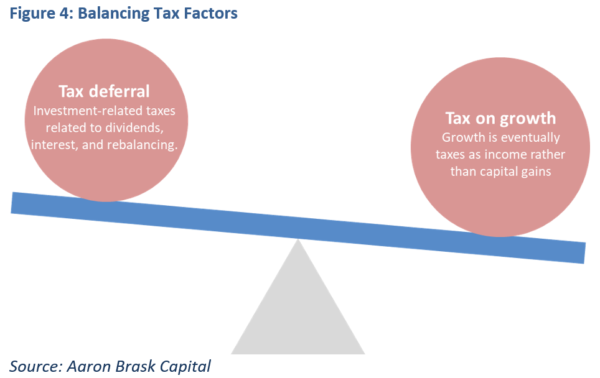 Figure 4: Balancing Tax Factors
Tax deferral
Investment-related taxes
related to dividends,
interest, and rebalancing.
Tax on growth
Growth is eventually
taxes as income rather
than capital gains
Source: Aaron Brask Capital